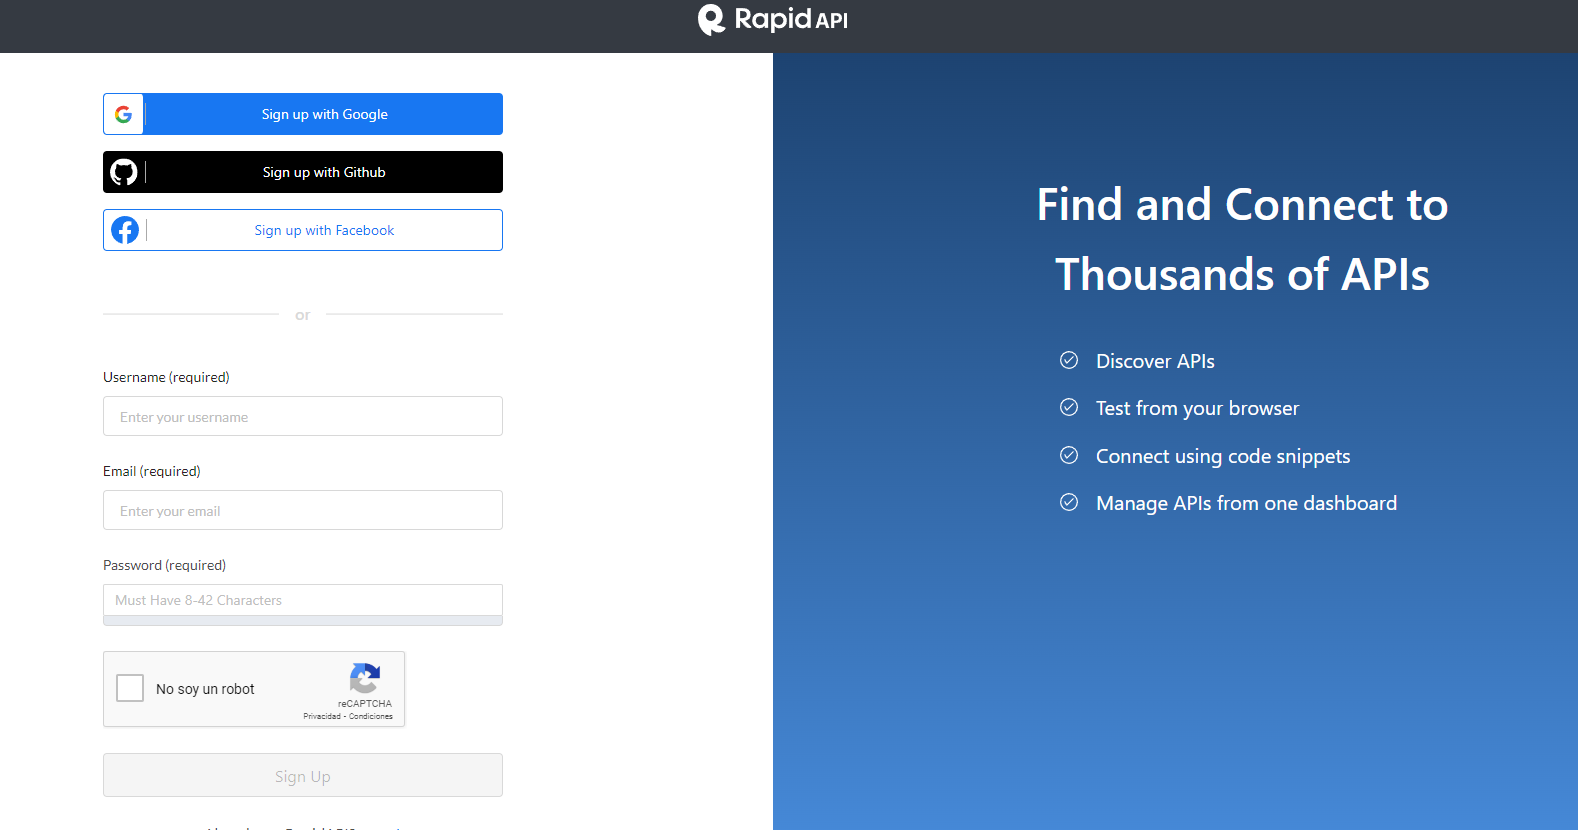 Rapid API
Sign up with Google
Sign up with Github
Sign up with Facebook
or
Username (required)
Enter your username
Email (required)
Enter your email
Password (required)
Must Have 8-42 Characters
No soy un robot
reCAPTCHA
Privacidad - Condiciones
Sign Up
Find and Connect to
Thousands of APIs
Discover APIs
Test from your browser
Connect using code snippets
Manage APIs from one dashboard